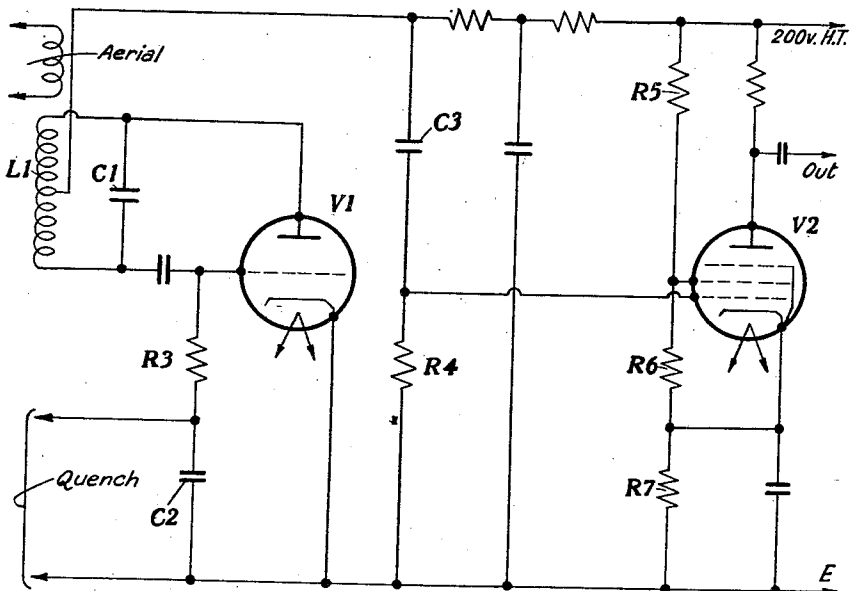 Aerial
200v. H.T.
R5
C3
L1
C1
Out
V1
V2
R3
R4
R6
Quench
C2
R7
E